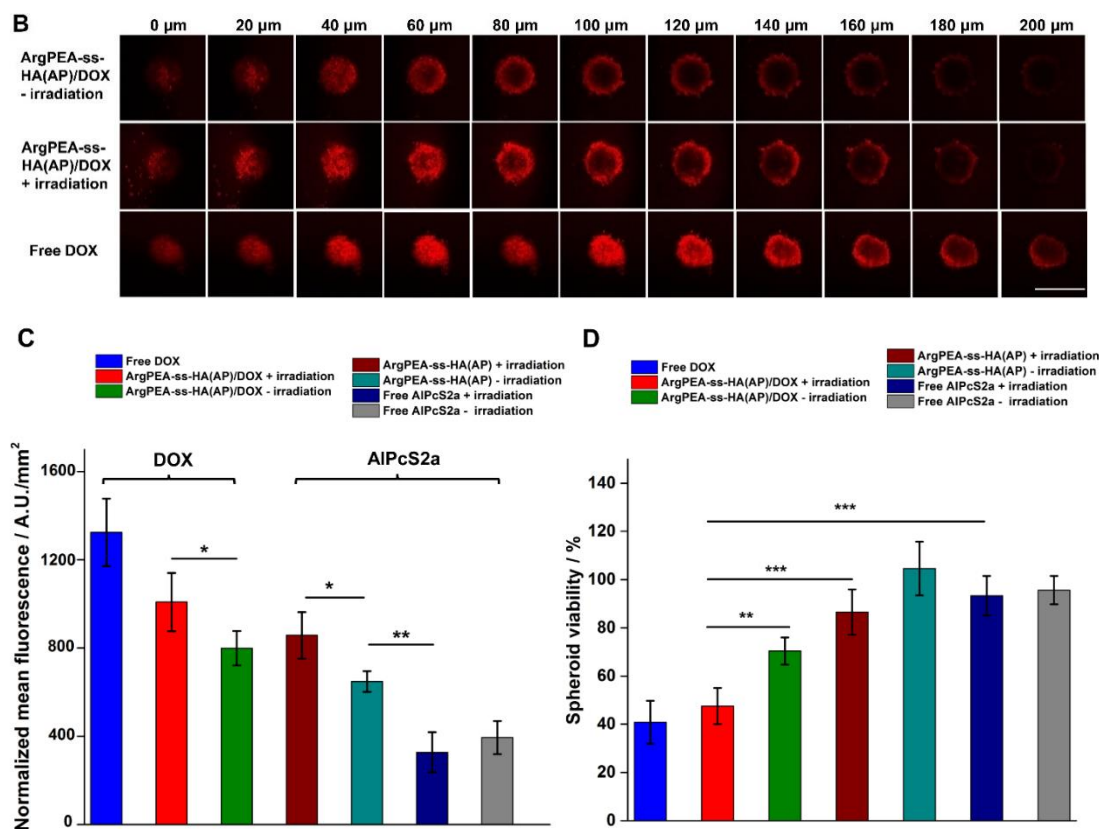 B
0 µm 20 µm 40 µm 60 µm 80 µm 100 µm 120 µm 140 µm 160 µm 180 µm 200 µm
ArgPEA-ss-
HA(AP)/DOX
- irradiation
ArgPEA-ss-
HA(AP)/DOX
+ irradiation
Free DOX
C
Free DOX
ArgPEA-ss-HA(AP)/DOX + irradiation
ArgPEA-ss-HA(AP)/DOX - irradiation
ArgPEA-ss-HA(AP) + irradiation
ArgPEA-ss-HA(AP) - irradiation
Free AlPcS2a + irradiation
Free AlPcS2a - irradiation
Normalized mean fluorescence / A.U./mm²
1600
1200
800
400
0
DOX
AlPcS2a
*
*
**
D
Free DOX
ArgPEA-ss-HA(AP)/DOX + irradiation
ArgPEA-ss-HA(AP)/DOX - irradiation
ArgPEA-ss-HA(AP) + irradiation
ArgPEA-ss-HA(AP) - irradiation
Free AlPcS2a + irradiation
Free AlPcS2a - irradiation
Spheroid viability / %
140
120
100
80
60
40
20
0
***
***
**